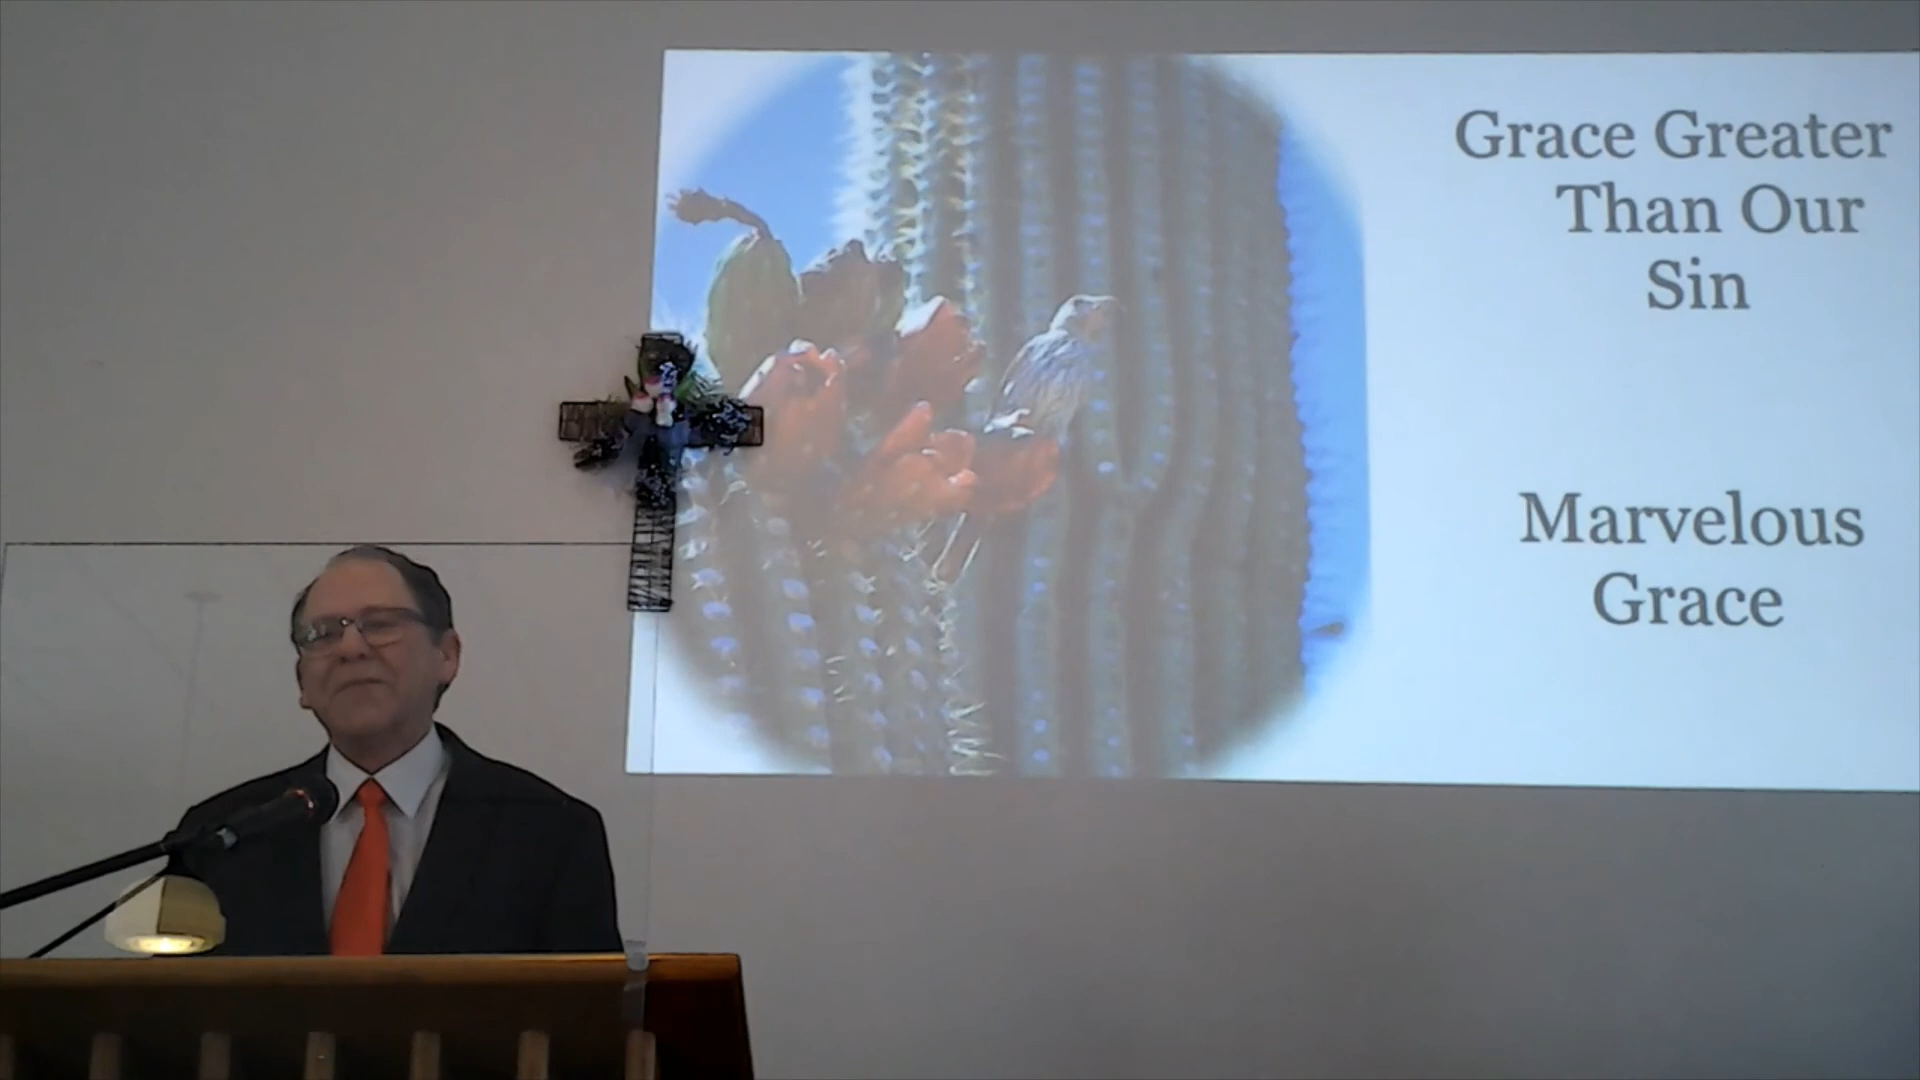 Grace Greater
Than Our
Sin
Marvelous
Grace